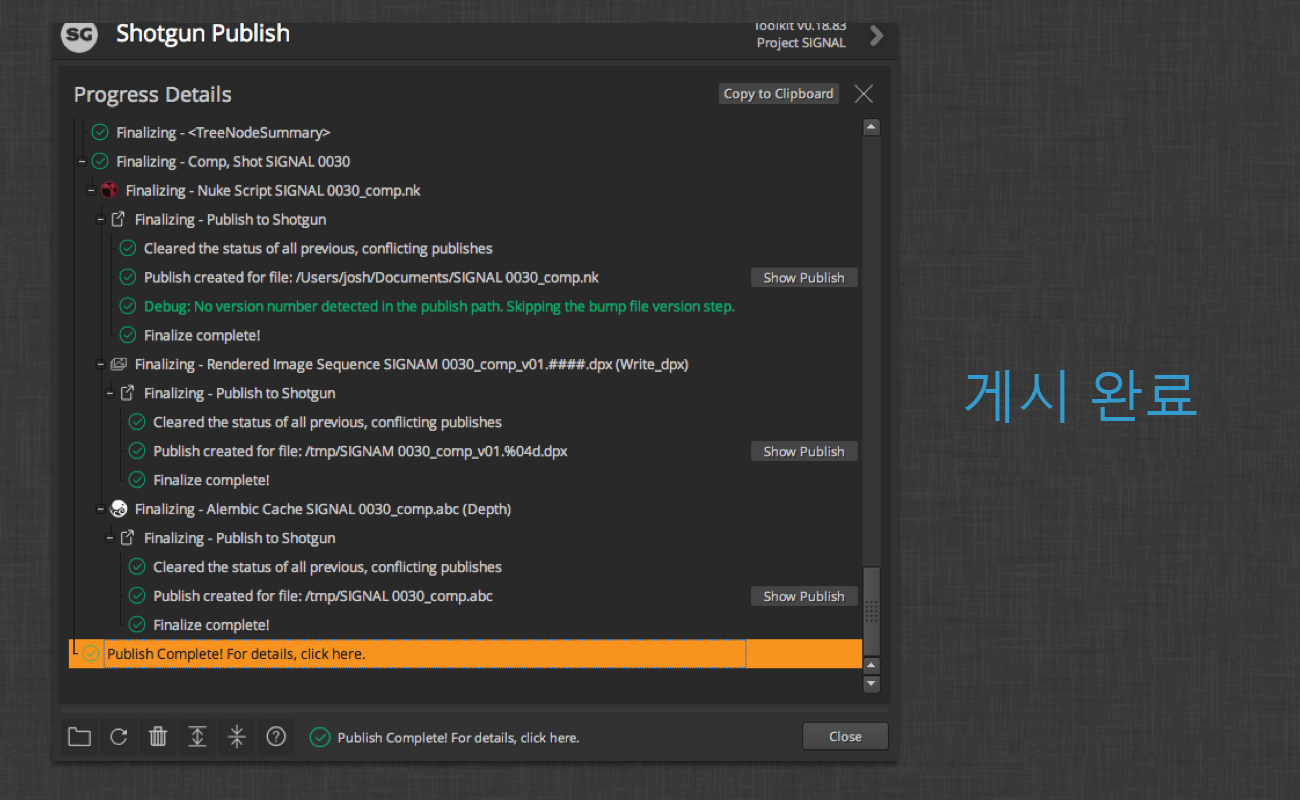 SG Shotgun Publish
Toolkit v0.18.83
Project SIGNAL
Progress Details
Copy to Clipboard
Finalizing - <TreeNodeSummary>
Finalizing - Comp, Shot SIGNAL 0030
Finalizing - Nuke Script SIGNAL 0030_comp.nk
Finalizing - Publish to Shotgun
Cleared the status of all previous, conflicting publishes
Publish created for file: /Users/josh/Documents/SIGNAL 0030_comp.nk Show Publish
Debug: No version number detected in the publish path. Skipping the bump file version step.
Finalize complete!
Finalizing - Rendered Image Sequence SIGNAM 0030_comp_v01.####.dpx (Write_dpx)
Finalizing - Publish to Shotgun
Cleared the status of all previous, conflicting publishes
Publish created for file: /tmp/SIGNAM 0030_comp_v01.%04d.dpx Show Publish
Finalize complete!
Finalizing - Alembic Cache SIGNAL 0030_comp.abc (Depth)
Finalizing - Publish to Shotgun
Cleared the status of all previous, conflicting publishes
Publish created for file: /tmp/SIGNAL 0030_comp.abc Show Publish
Finalize complete!
Publish Complete! For details, click here.
Publish Complete! For details, click here.
Close
게시 완료